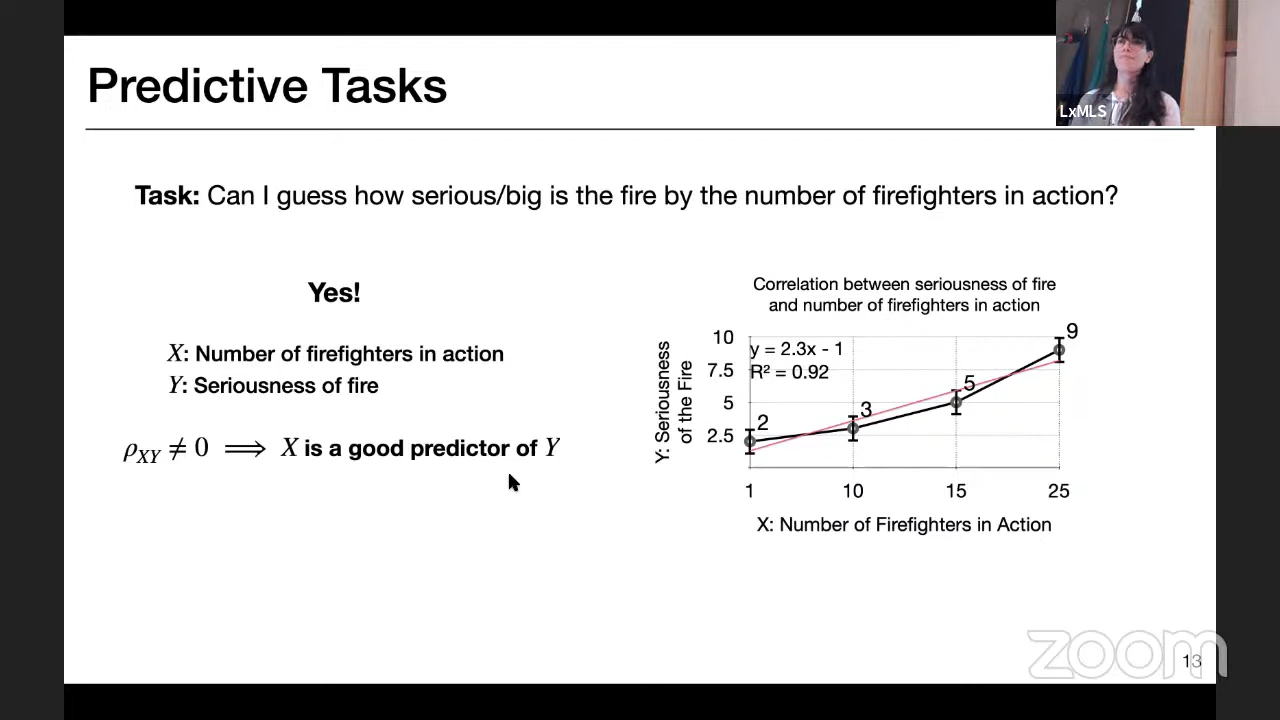 Predictive Tasks
LxMLS
Task: Can I guess how serious/big is the fire by the number of firefighters in action?
Yes!
X: Number of firefighters in action
Y: Seriousness of fire
ρXY ≠ 0 ⟹ X is a good predictor of Y
Correlation between seriousness of fire
and number of firefighters in action
Y: Seriousness
of the Fire
10
7.5
5
2.5
y = 2.3x - 1
R² = 0.92
2
3
5
9
1 10 15 25
X: Number of Firefighters in Action
zoom
13